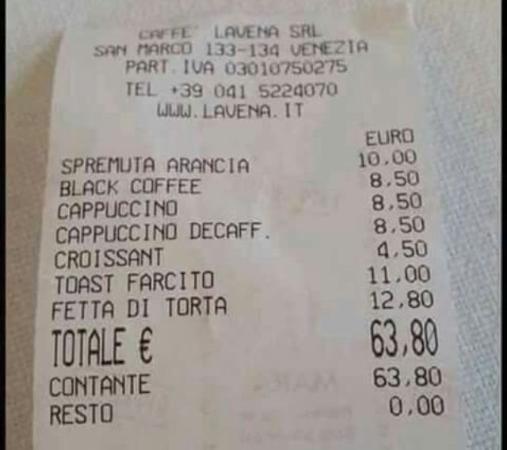 CAFFE' LAVENA SRL
SAN MARCO 133-134 VENEZIA
PART.IVA 03010750275
TEL +39 041 5224070
WWW.LAVENA.IT
EURO
SPREMUTA ARANCIA 10.00
BLACK COFFEE 8,50
CAPPUCCINO 8,50
CAPPUCCINO DECAFF. 8,50
CROISSANT 4,50
TOAST FARCITO 11,00
FETTA DI TORTA 12,80
TOTALE € 63,80
CONTANTE 63,80
RESTO 0,00